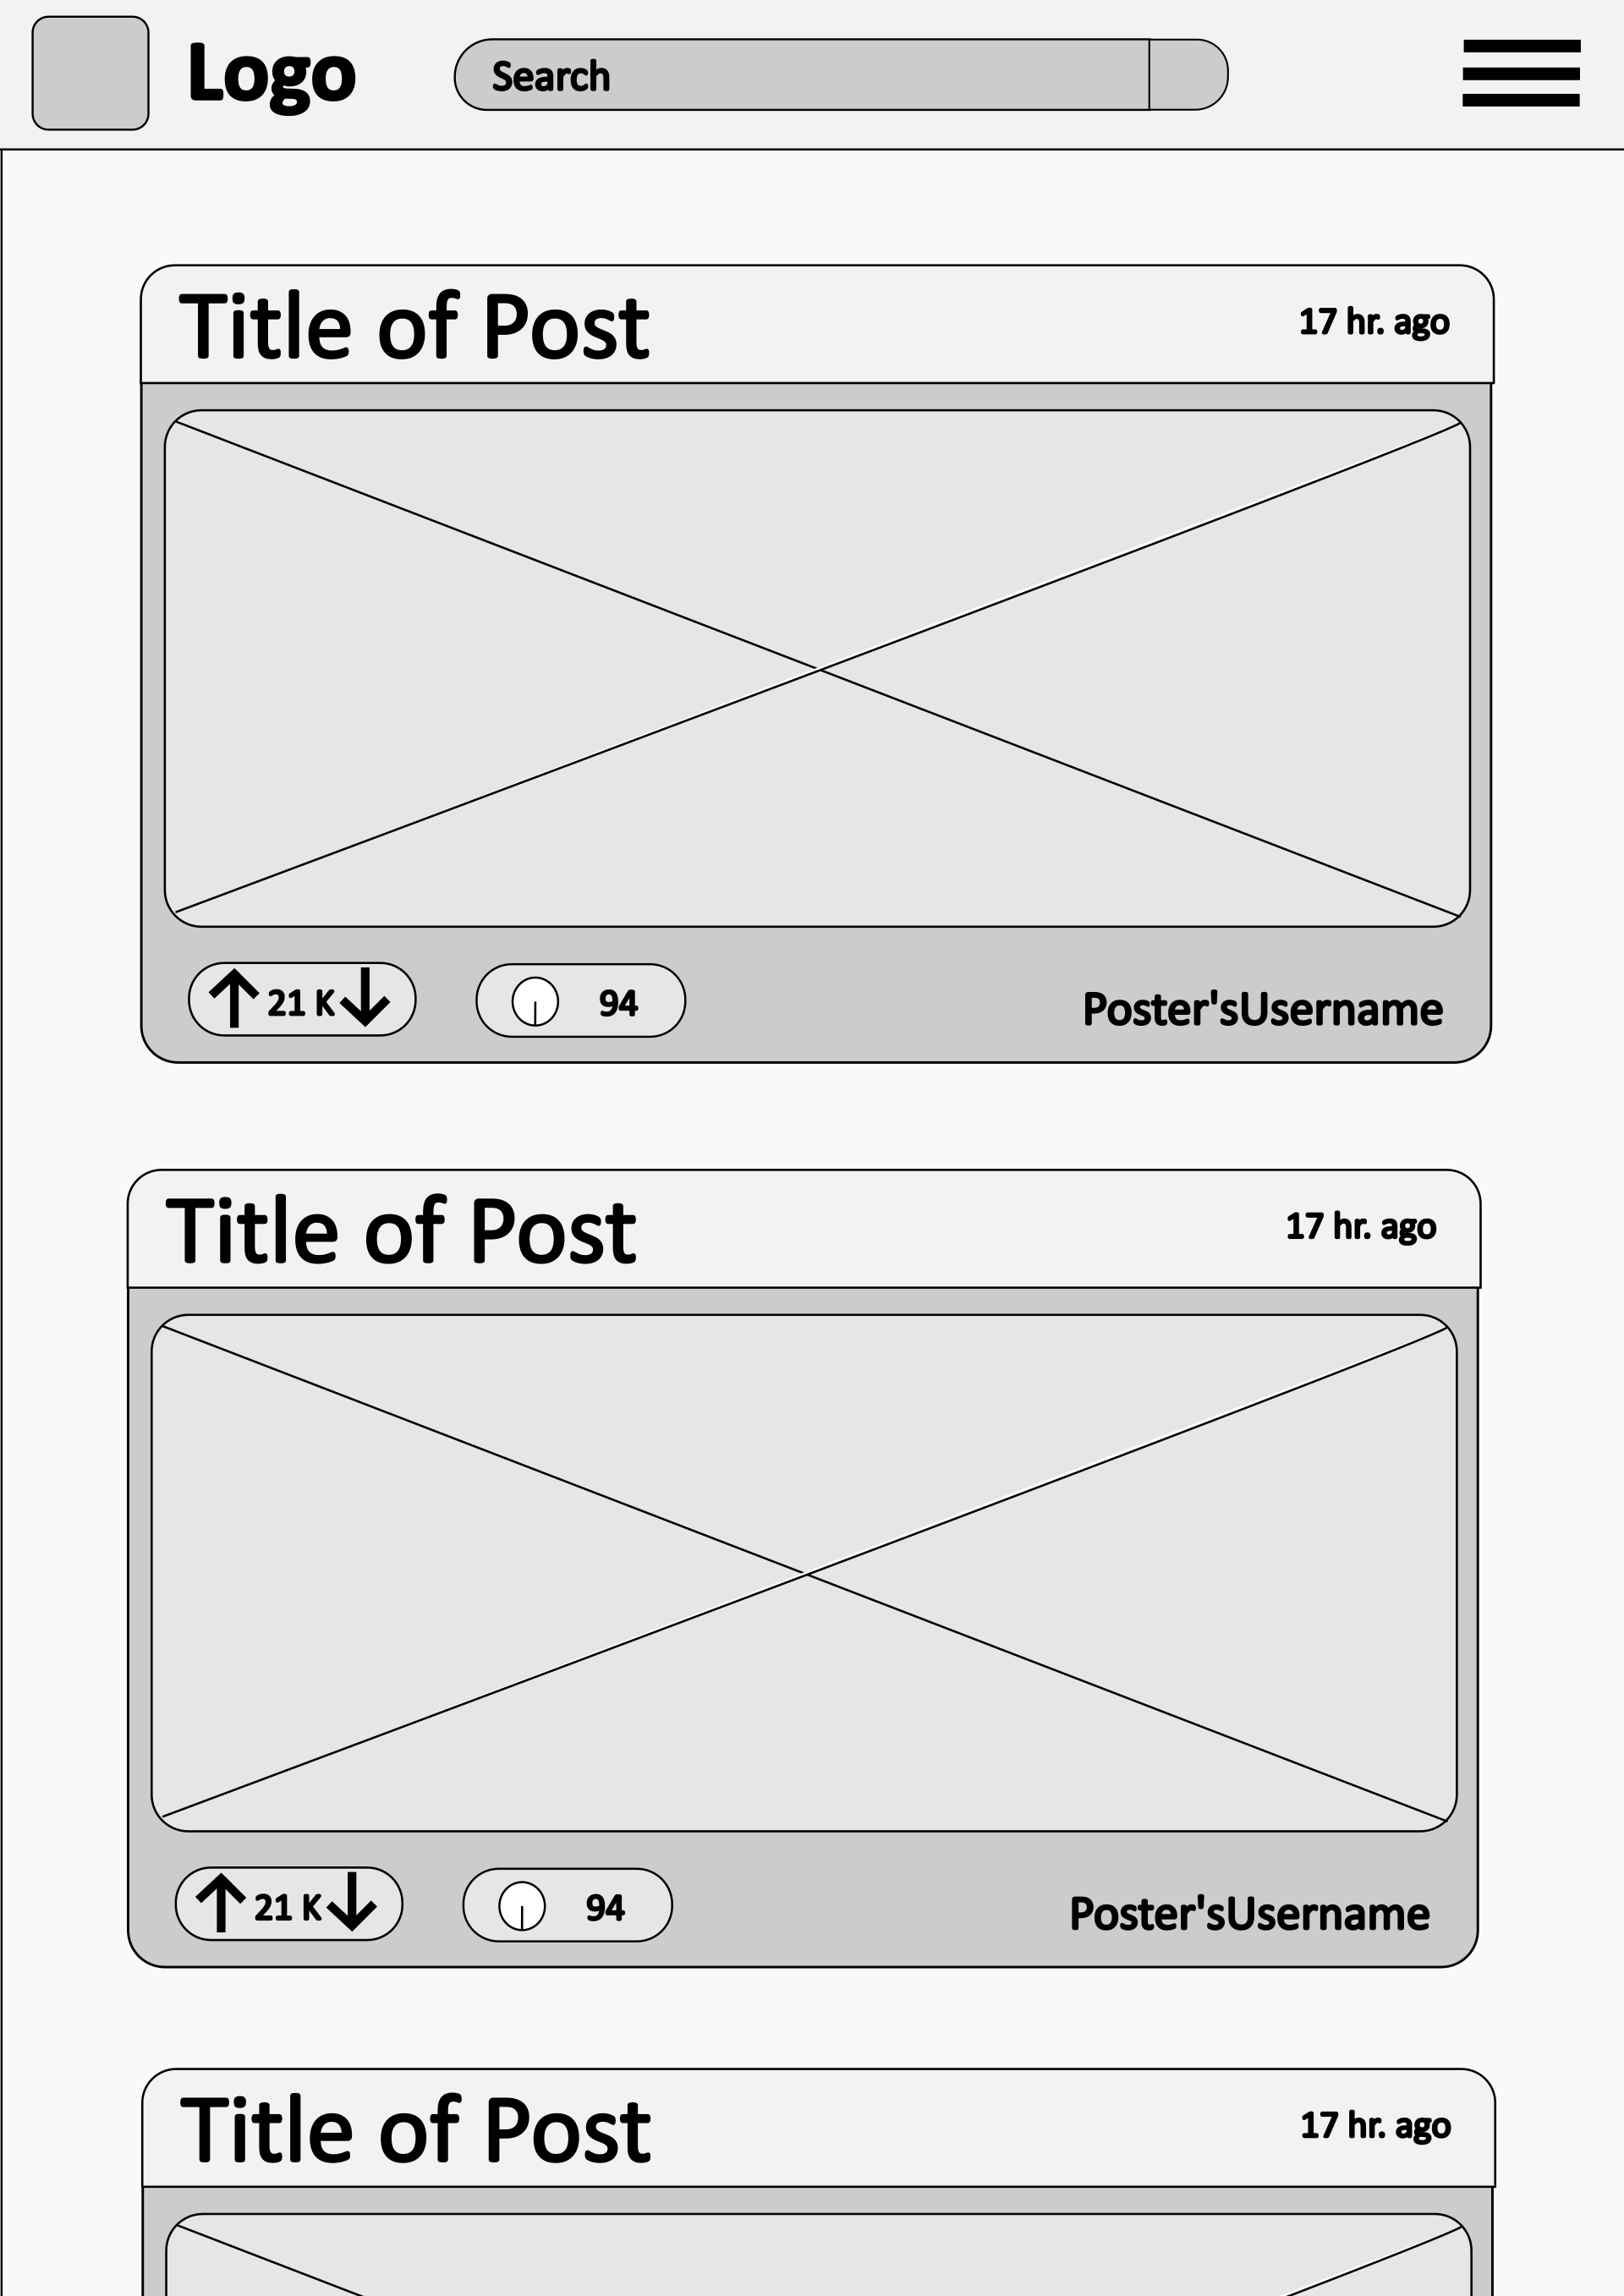 Logo
Search
Title of Post
17 hr. ago
21 K
94
Poster'sUsername
Title of Post
17 hr. ago
21 K
94
Poster'sUsername
Title of Post
17 hr. ago